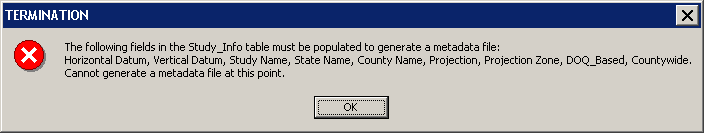 TERMINATION
The following fields in the Study_Info table must be populated to generate a metadata file:
Horizontal Datum, Vertical Datum, Study Name, State Name, County Name, Projection, Projection Zone, DOQ_Based, Countywide.
Cannot generate a metadata file at this point.
OK